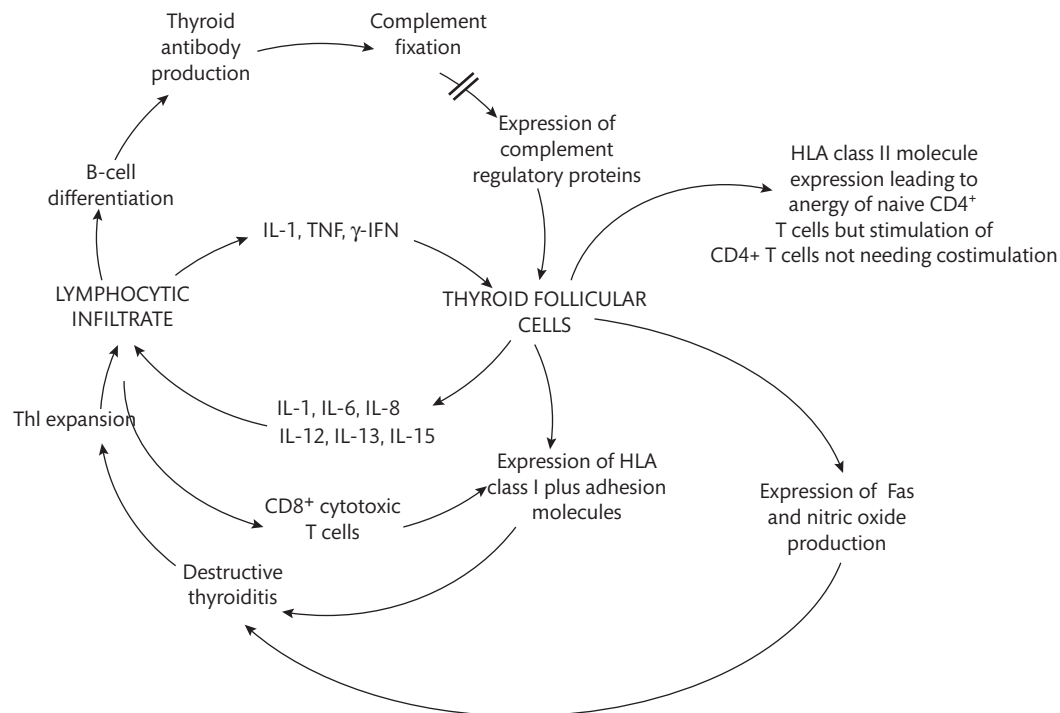 Thyroid
antibody
production
Complement
fixation
Expression of
complement
regulatory proteins
B-cell
differentiation
HLA class II molecule
expression leading to
anergy of naive CD4⁺
T cells but stimulation of
CD4+ T cells not needing costimulation
IL-1, TNF, γ-IFN
LYMPHOCYTIC
INFILTRATE
THYROID FOLLICULAR
CELLS
Thl expansion
IL-1, IL-6, IL-8
IL-12, IL-13, IL-15
Expression of HLA
class I plus adhesion
molecules
CD8⁺ cytotoxic
T cells
Expression of Fas
and nitric oxide
production
Destructive
thyroiditis